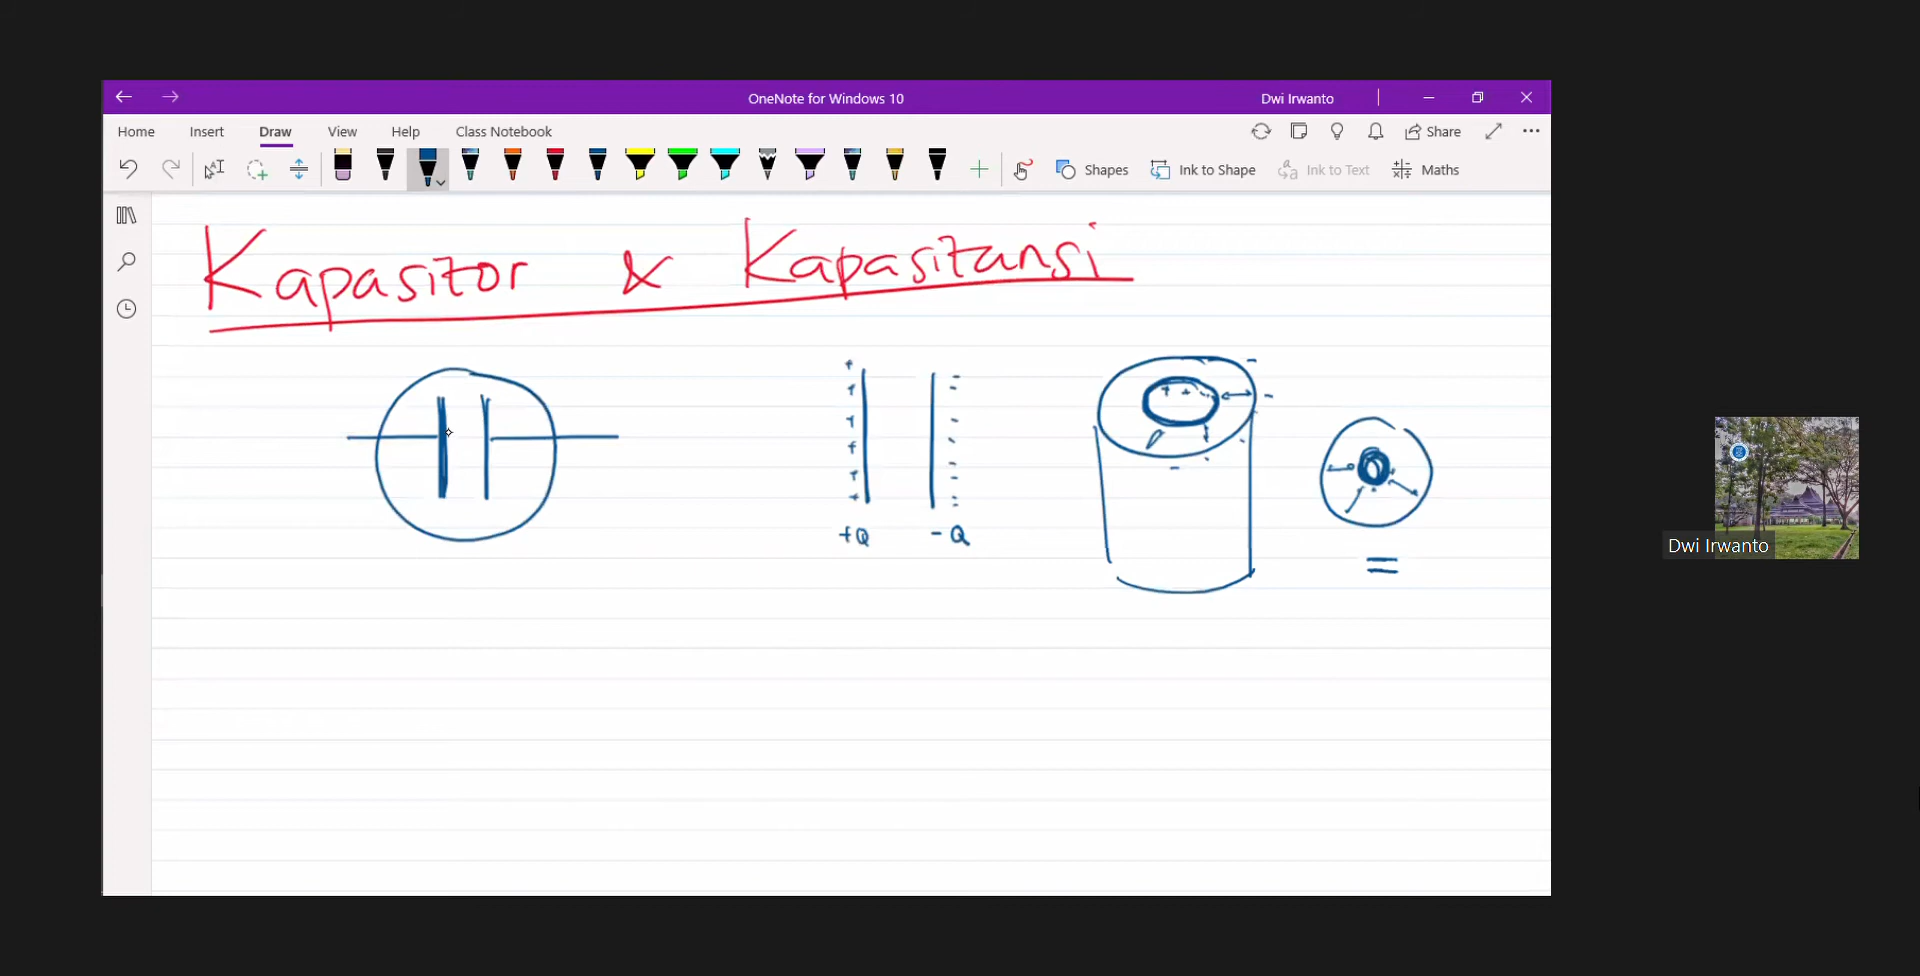 OneNote for Windows 10
Dwi Irwanto
Home Insert Draw View Help Class Notebook Share
Shapes Ink to Shape Ink to Text Maths
Kapasitor & Kapasitansi
+Q -Q
=
Dwi Irwanto